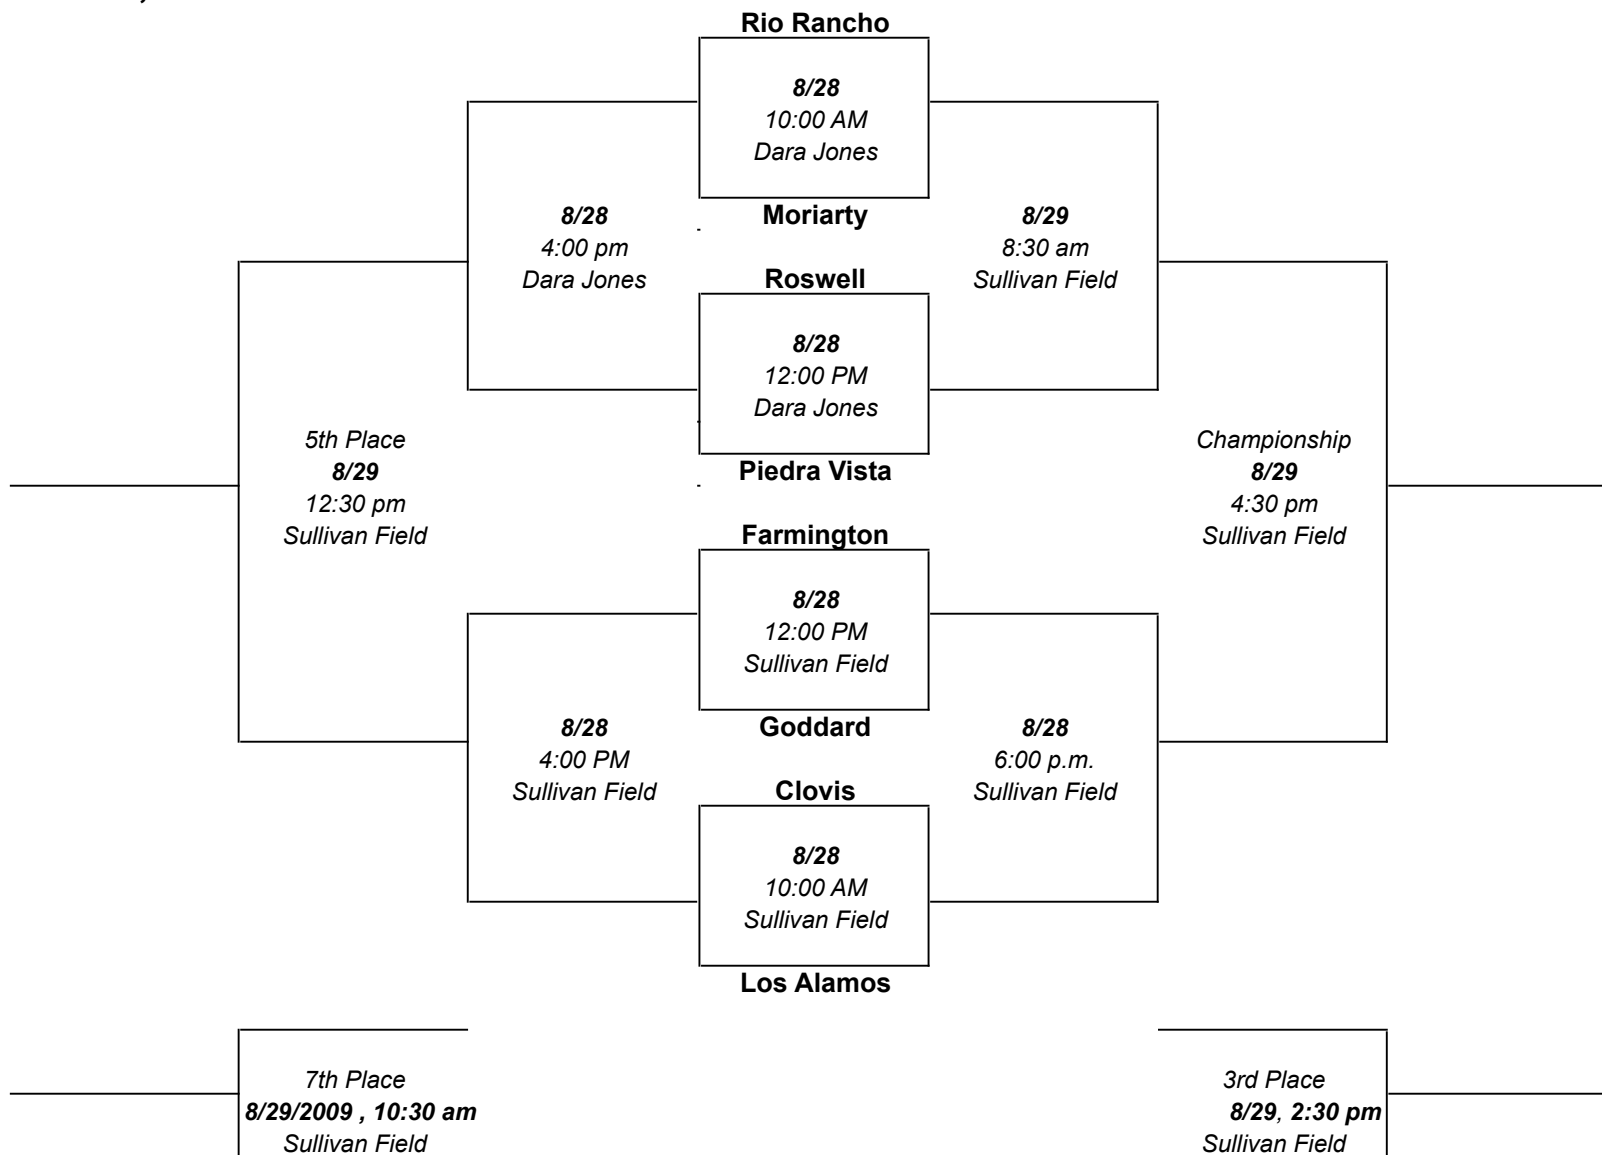 Rio Rancho
8/28
10:00 AM
Dara Jones
Moriarty
8/28
4:00 pm
Dara Jones
8/29
8:30 am
Sullivan Field
Roswell
8/28
12:00 PM
Dara Jones
Piedra Vista
5th Place
8/29
12:30 pm
Sullivan Field
Championship
8/29
4:30 pm
Sullivan Field
Farmington
8/28
12:00 PM
Sullivan Field
Goddard
8/28
4:00 PM
Sullivan Field
8/28
6:00 p.m.
Sullivan Field
Clovis
8/28
10:00 AM
Sullivan Field
Los Alamos
7th Place
8/29/2009 , 10:30 am
Sullivan Field
3rd Place
8/29, 2:30 pm
Sullivan Field